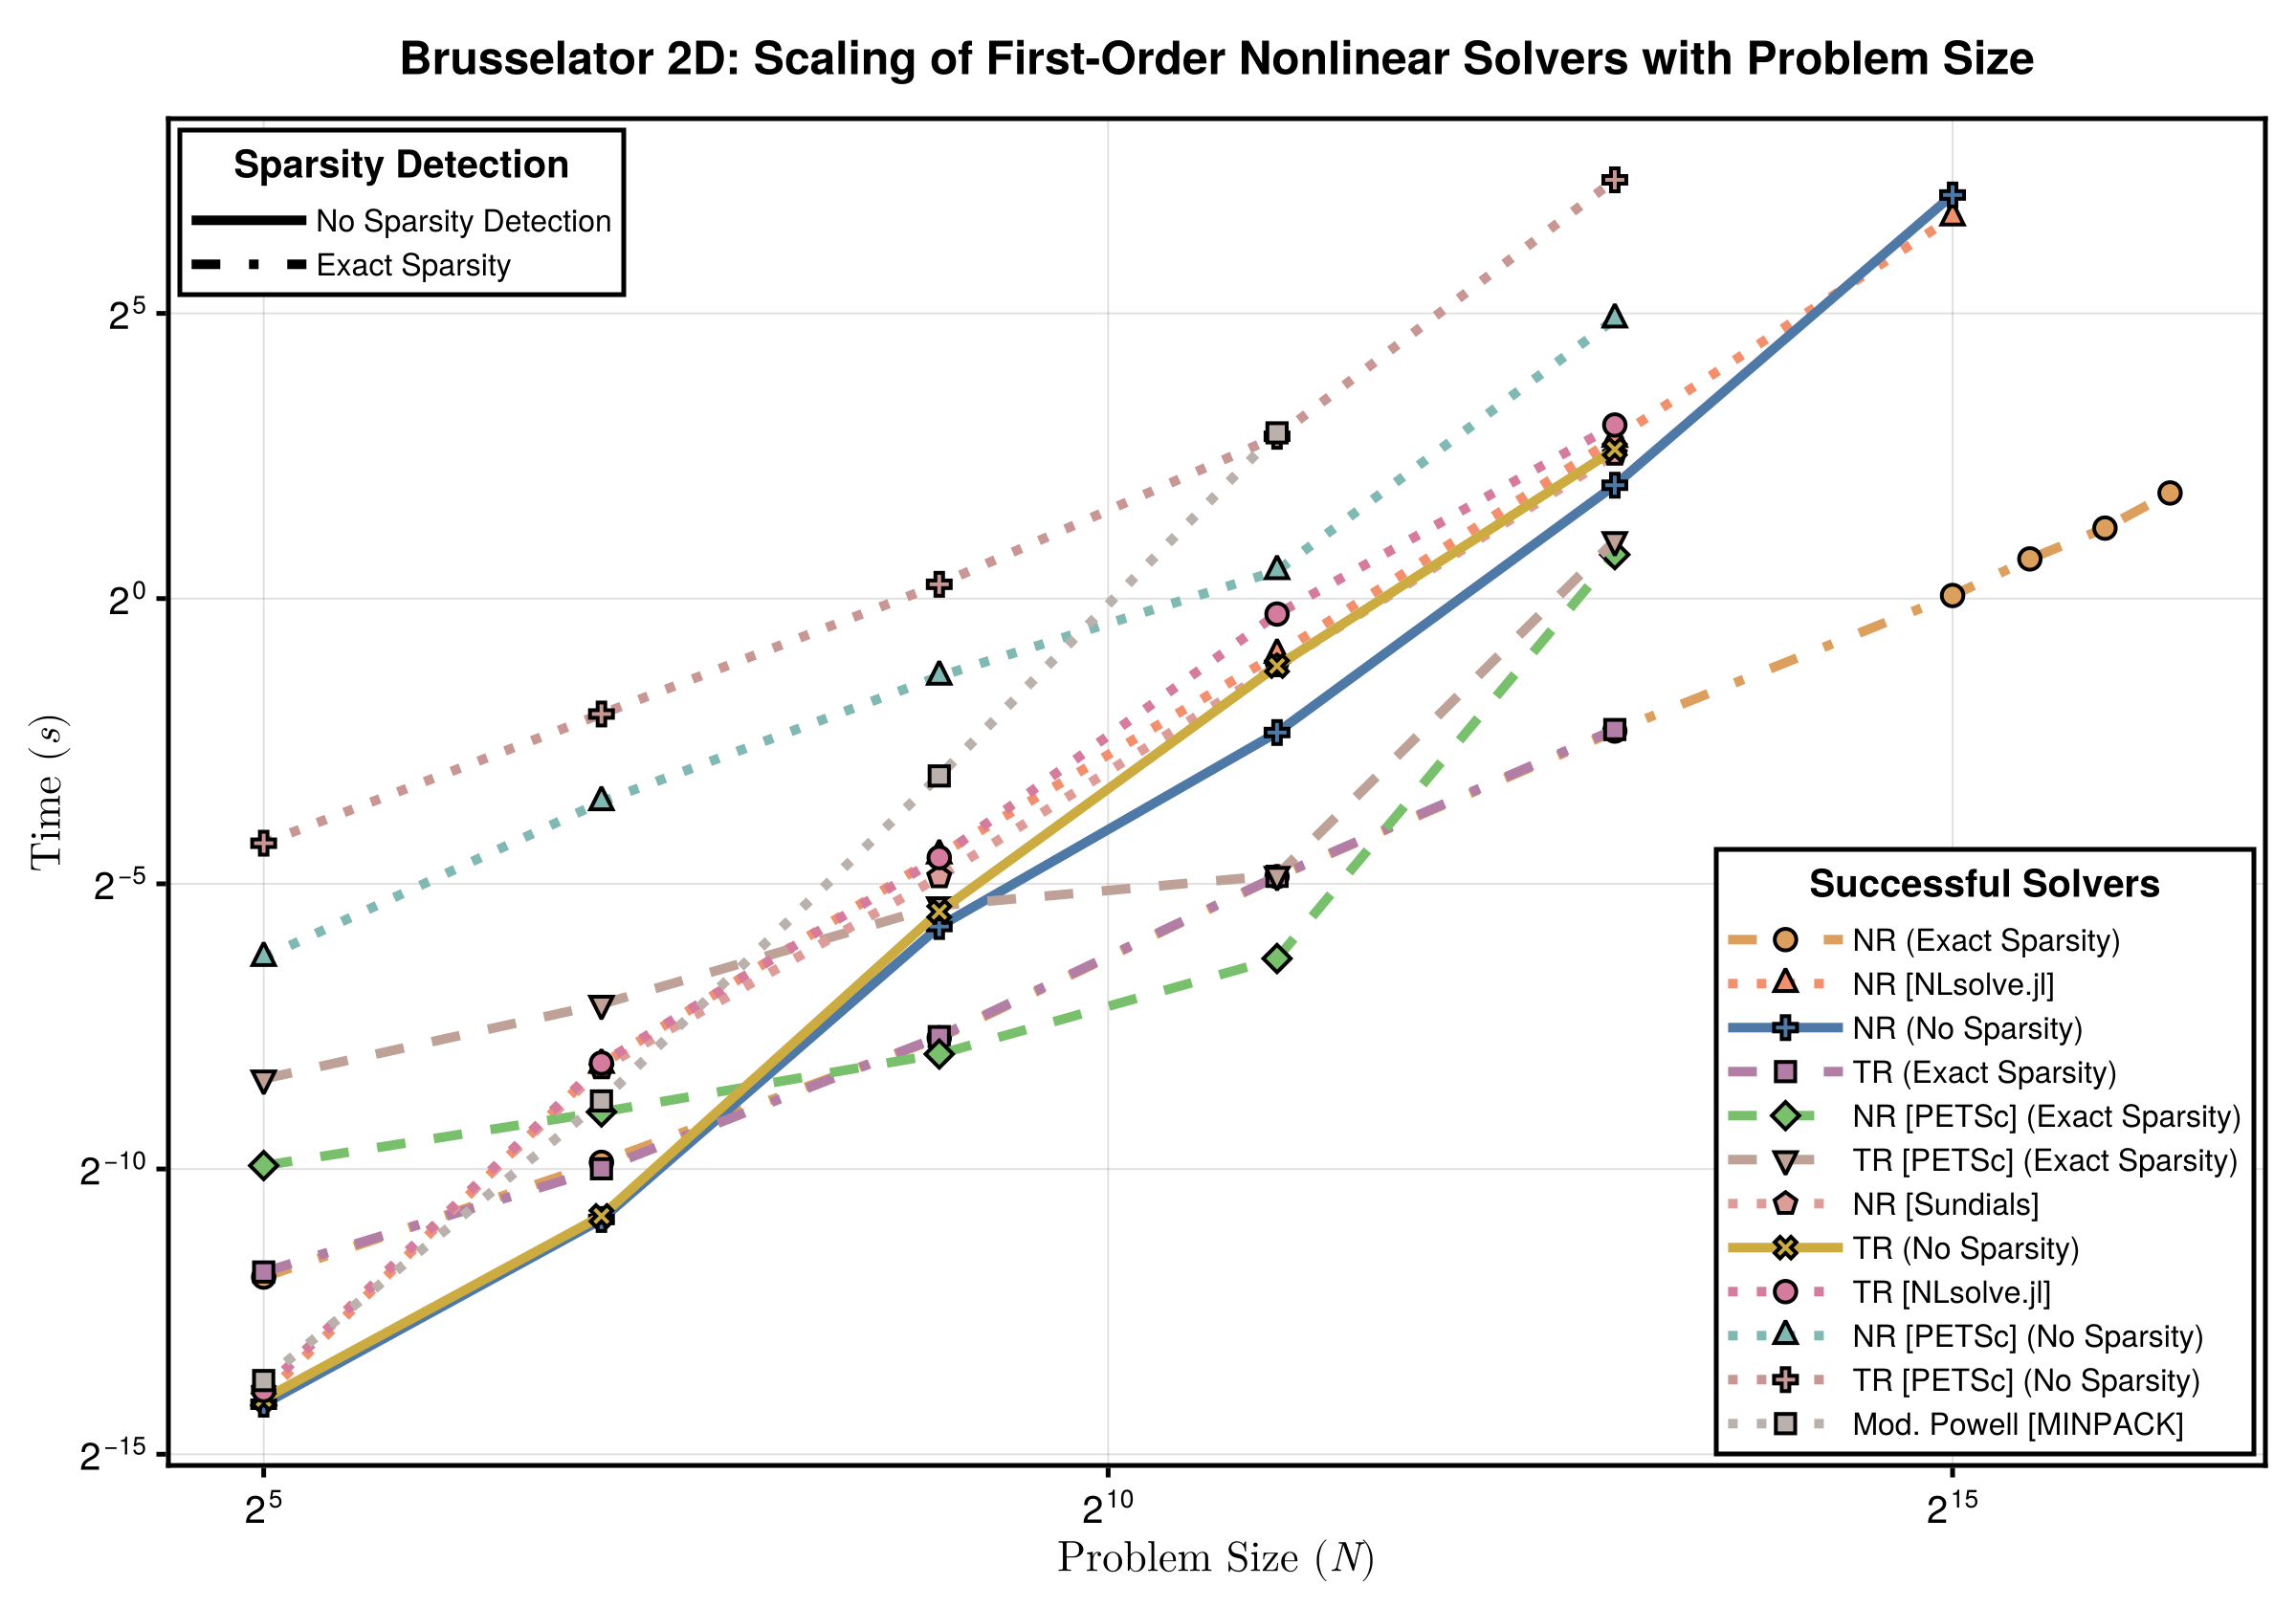 Brusselator 2D: Scaling of First-Order Nonlinear Solvers with Problem Size
Sparsity Detection
No Sparsity Detection
Exact Sparsity
Time (s)
2^5
2^0
2^-5
2^-10
2^-15
Successful Solvers
NR (Exact Sparsity)
NR [NLsolve.jl]
NR (No Sparsity)
TR (Exact Sparsity)
NR [PETSc] (Exact Sparsity)
TR [PETSc] (Exact Sparsity)
NR [Sundials]
TR (No Sparsity)
TR [NLsolve.jl]
NR [PETSc] (No Sparsity)
TR [PETSc] (No Sparsity)
Mod. Powell [MINPACK]
2^5 2^10 2^15
Problem Size (N)